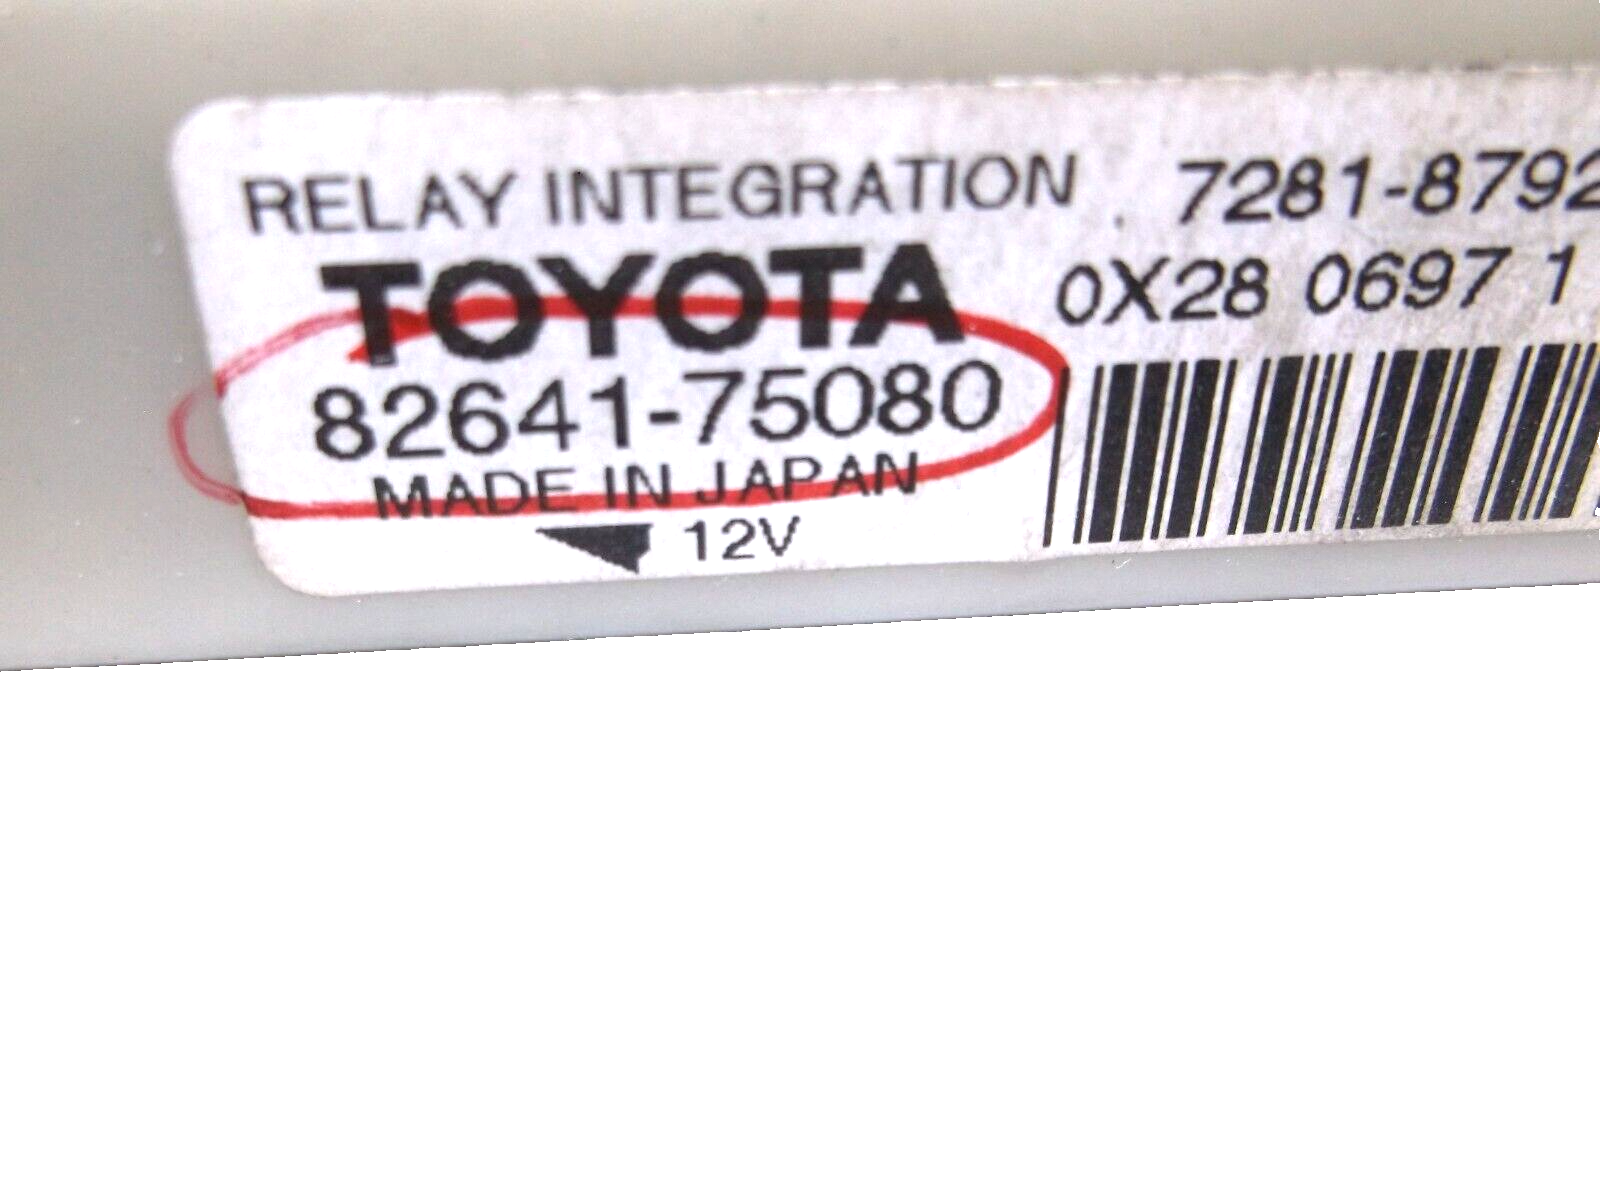 RELAY INTEGRATION 7281-8792
TOYOTA 0X28 0697 1
82641-75080
MADE IN JAPAN
12V